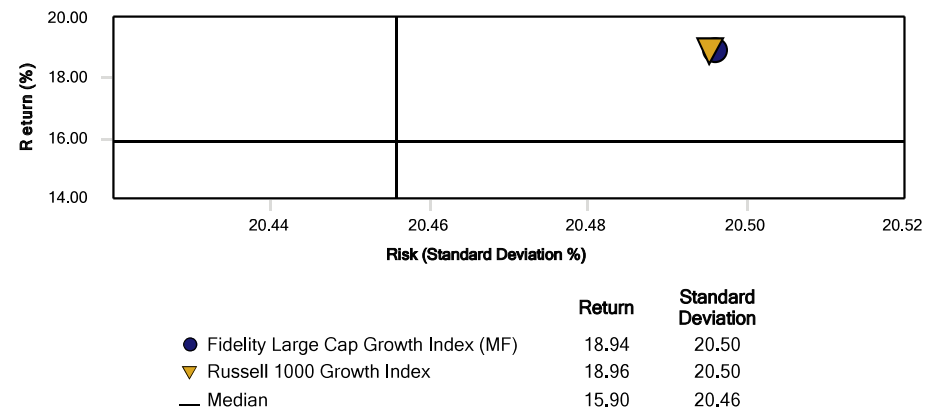 20.00
18.00
16.00
14.00
Return (%)
20.44 20.46 20.48 20.50 20.52
Risk (Standard Deviation %)
Return Standard Deviation
Fidelity Large Cap Growth Index (MF) 18.94 20.50
Russell 1000 Growth Index 18.96 20.50
Median 15.90 20.46